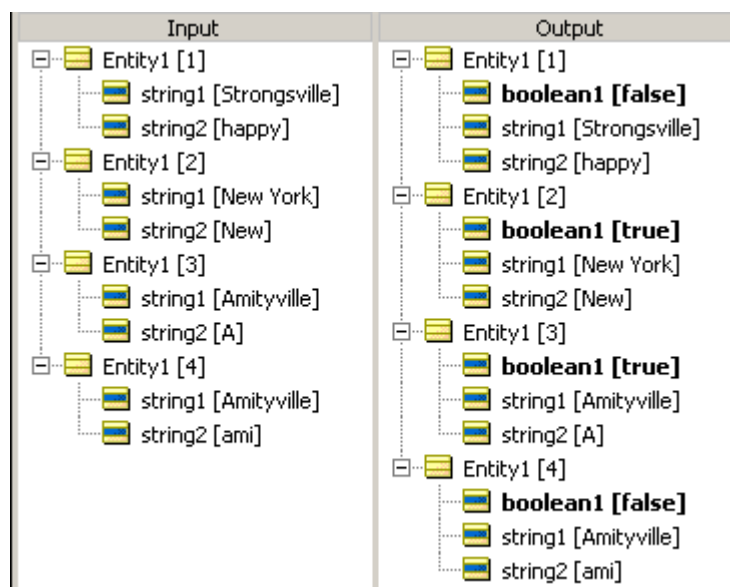 Input
Entity1 [1]
string1 [Strongsville]
string2 [happy]
Entity1 [2]
string1 [New York]
string2 [New]
Entity1 [3]
string1 [Amityville]
string2 [A]
Entity1 [4]
string1 [Amityville]
string2 [ami]
Output
Entity1 [1]
boolean1 [false]
string1 [Strongsville]
string2 [happy]
Entity1 [2]
boolean1 [true]
string1 [New York]
string2 [New]
Entity1 [3]
boolean1 [true]
string1 [Amityville]
string2 [A]
Entity1 [4]
boolean1 [false]
string1 [Amityville]
string2 [ami]